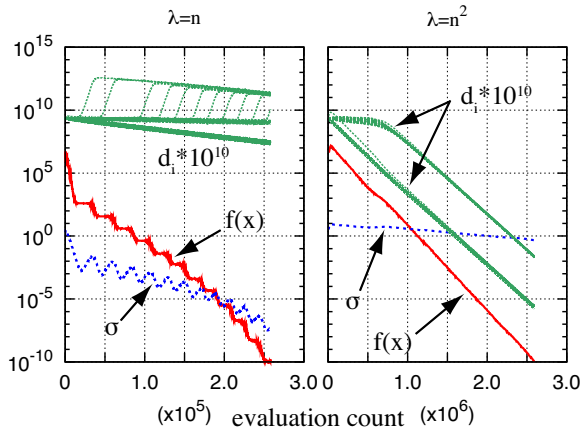 λ=n
λ=n²
10¹⁵
10¹⁰
10⁵
10⁰
10⁻⁵
10⁻¹⁰
dᵢ*10¹⁰
f(x)
σ
dᵢ*10¹⁰
σ
f(x)
0 1.0 2.0 3.0
0 1.0 2.0 3.0
(x10⁵) evaluation count (x10⁶)